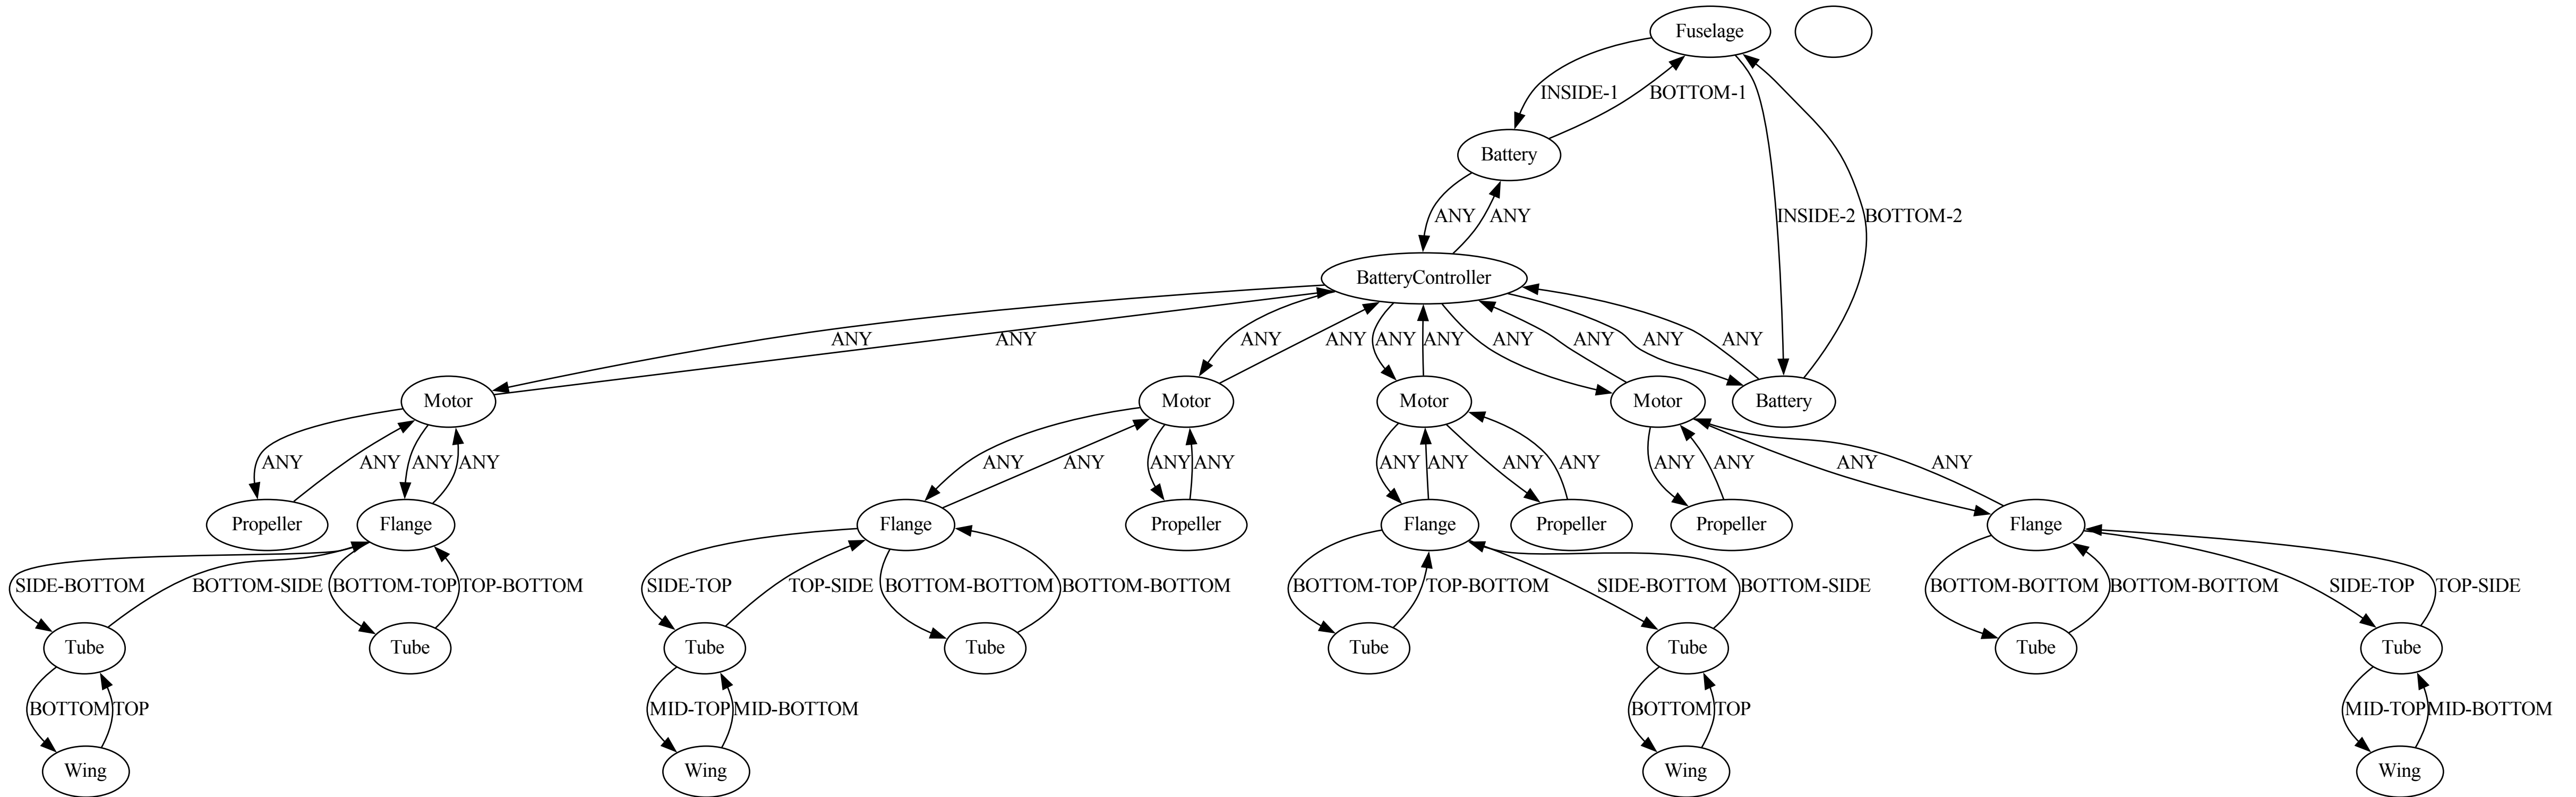 Fuselage
INSIDE-1 BOTTOM-1
Battery
ANY ANY INSIDE-2 BOTTOM-2
BatteryController
ANY ANY ANY ANY ANY ANY ANY ANY ANY ANY
Motor Motor Motor Motor Battery
ANY ANY ANY ANY ANY ANY ANY ANY ANY ANY ANY ANY ANY ANY ANY ANY
Propeller Flange Flange Propeller Flange Propeller Propeller Flange
SIDE-BOTTOM BOTTOM-SIDE BOTTOM-TOP TOP-BOTTOM SIDE-TOP TOP-SIDE BOTTOM-BOTTOM BOTTOM-BOTTOM BOTTOM-TOP TOP-BOTTOM SIDE-BOTTOM BOTTOM-SIDE BOTTOM-BOTTOM BOTTOM-BOTTOM SIDE-TOP TOP-SIDE
Tube Tube Tube Tube Tube Tube Tube Tube
BOTTOM TOP MID-TOP MID-BOTTOM BOTTOM TOP MID-TOP MID-BOTTOM
Wing Wing Wing Wing